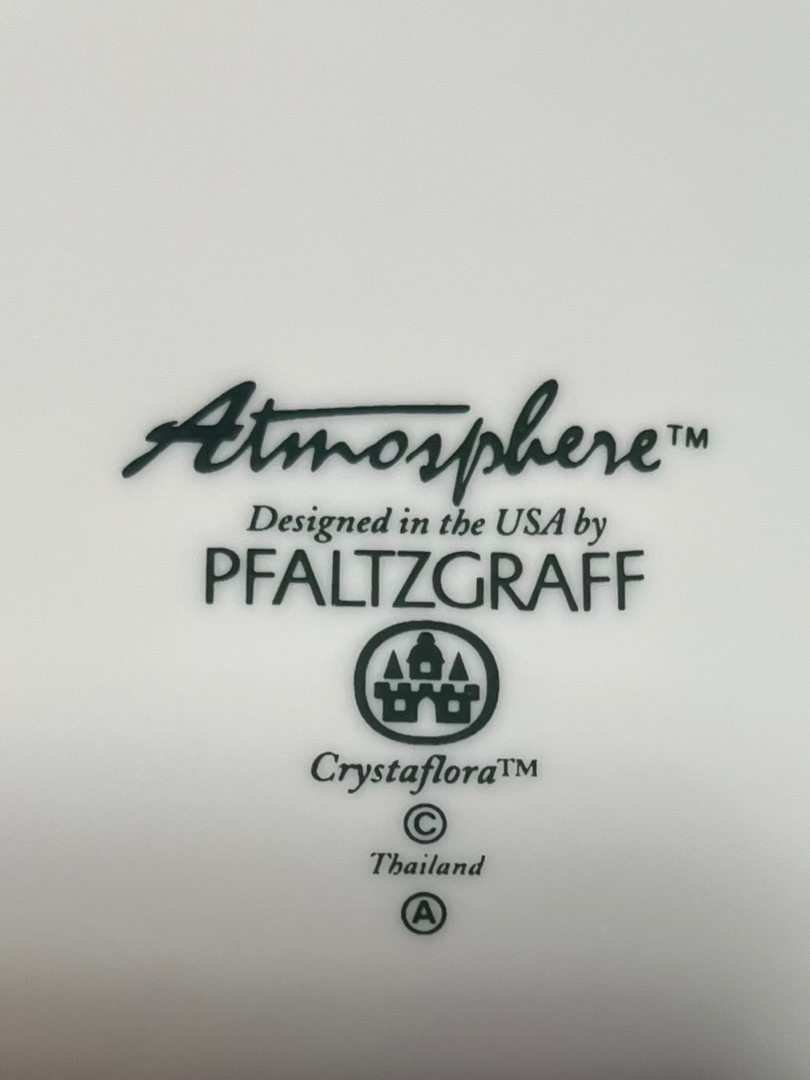 Atmosphere™
Designed in the USA by
PFALTZGRAFF
Crystaflora™
©
Thailand
Ⓐ